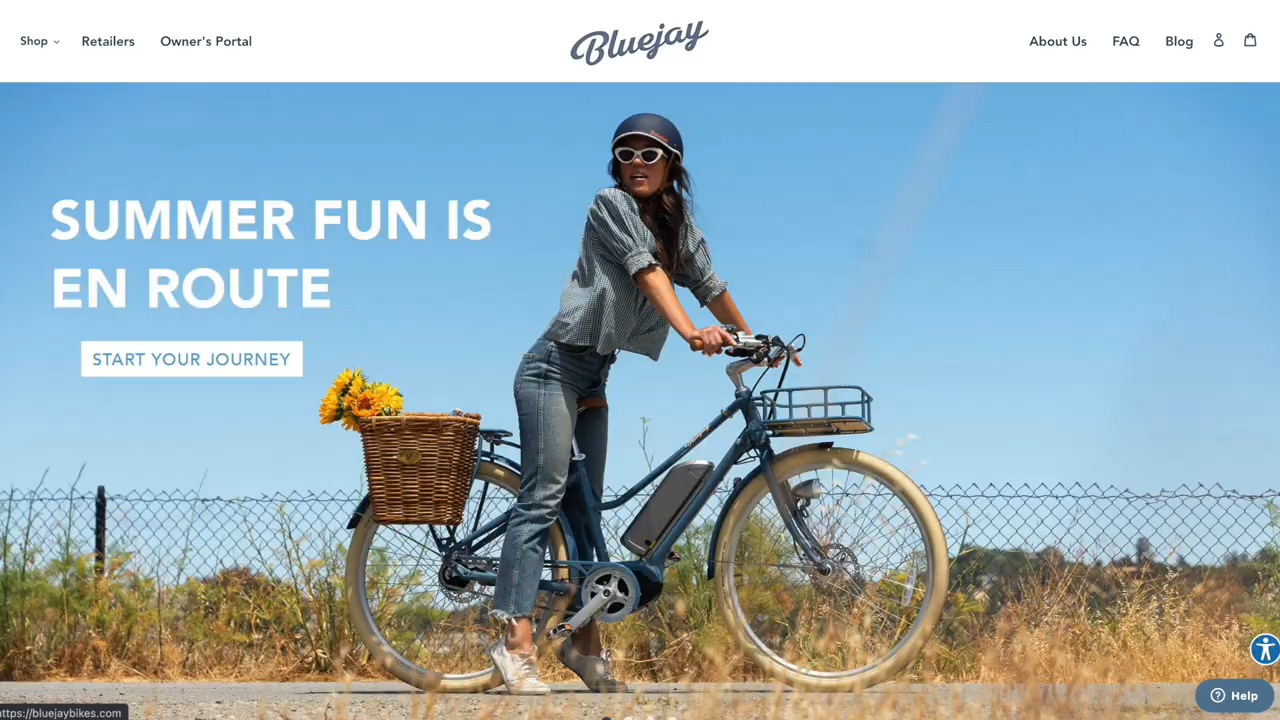 Shop
Retailers
Owner's Portal
Bluejay
About Us
FAQ
Blog
SUMMER FUN IS
EN ROUTE
START YOUR JOURNEY
Help
https://bluejaybikes.com